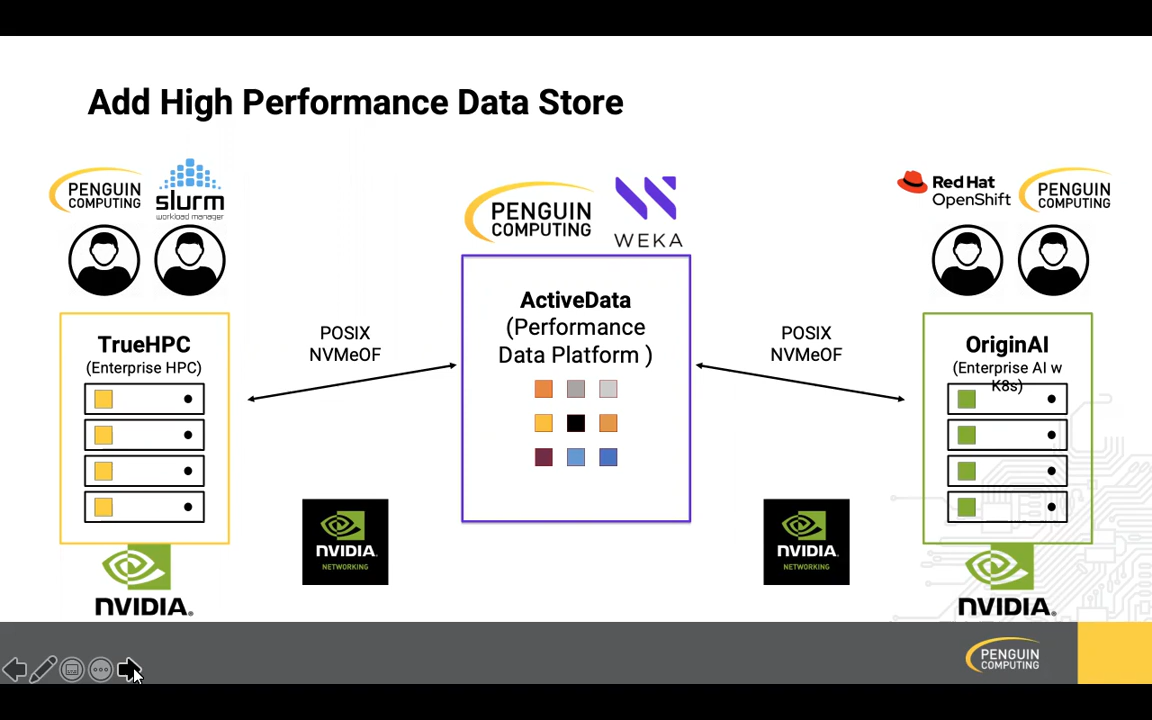 Add High Performance Data Store
PENGUIN
COMPUTING
slurm
workload manager
PENGUIN
COMPUTING
WEKA
Red Hat
OpenShift
PENGUIN
COMPUTING
TrueHPC
(Enterprise HPC)
POSIX
NVMeOF
ActiveData
(Performance
Data Platform )
POSIX
NVMeOF
OriginAI
(Enterprise AI w
K8s)
NVIDIA.
NETWORKING
NVIDIA.
NETWORKING
NVIDIA.®
NVIDIA.®
PENGUIN
COMPUTING